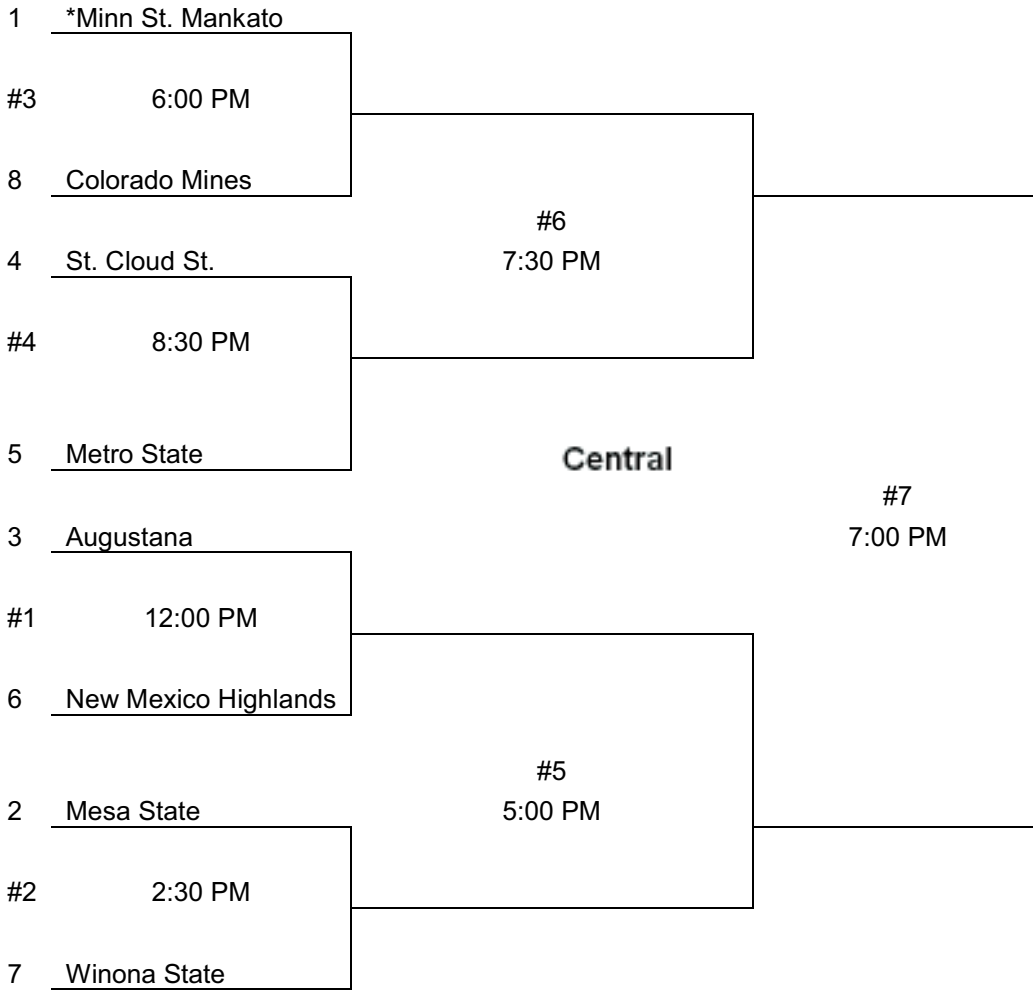 1 *Minn St. Mankato
#3 6:00 PM
8 Colorado Mines
#6
4 St. Cloud St. 7:30 PM
#4 8:30 PM
5 Metro State Central
#7
3 Augustana 7:00 PM
#1 12:00 PM
6 New Mexico Highlands
#5
2 Mesa State 5:00 PM
#2 2:30 PM
7 Winona State